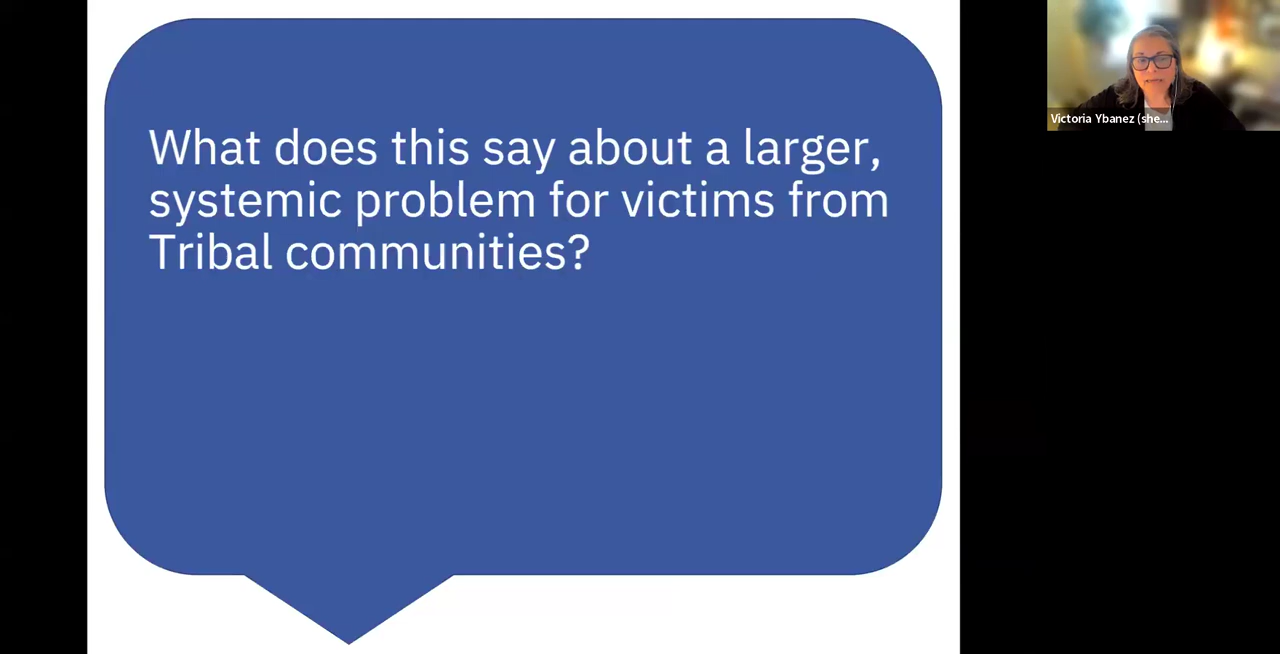 What does this say about a larger,
systemic problem for victims from
Tribal communities?
Victoria Ybanez (she...